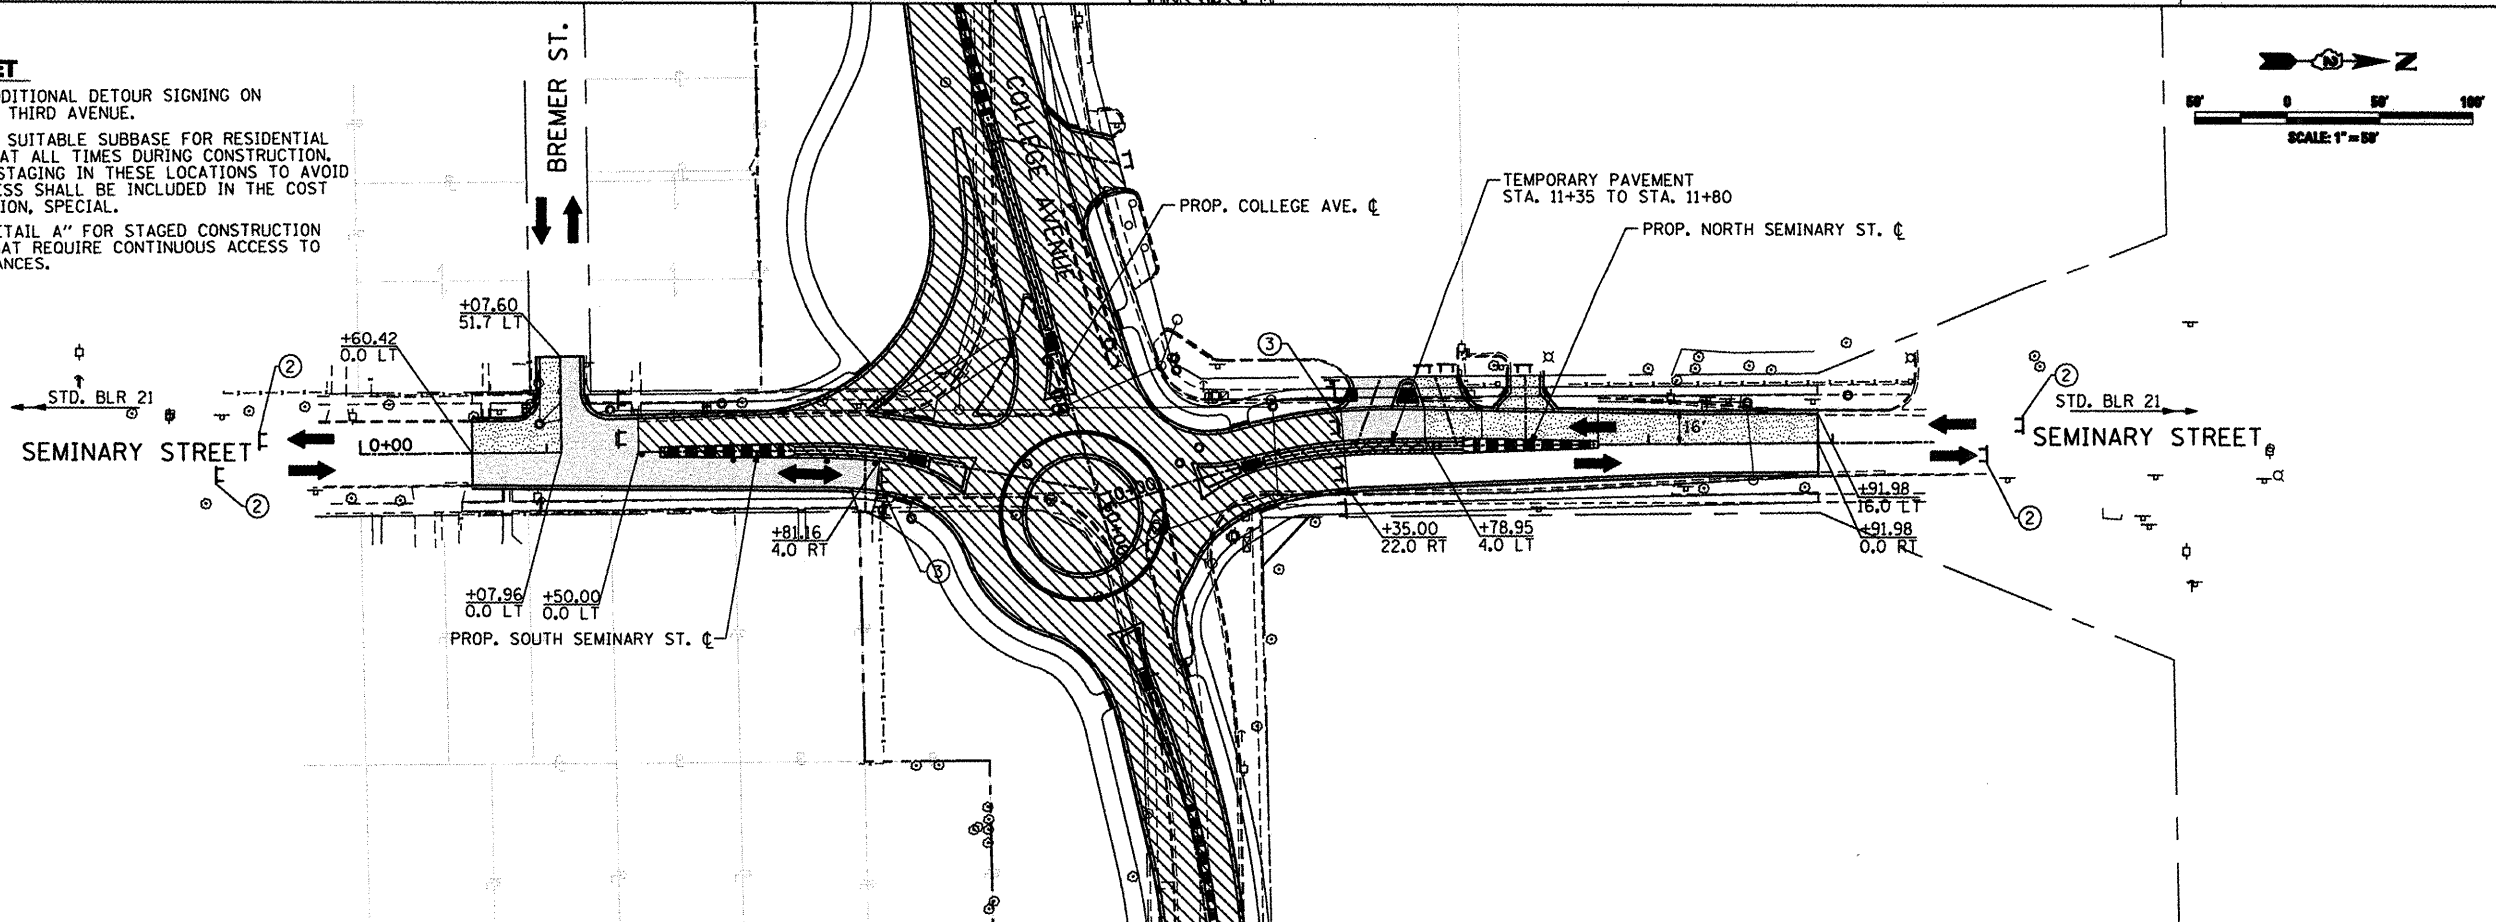 DITIONAL DETOUR SIGNING ON
THIRD AVENUE.
SUITABLE SUBBASE FOR RESIDENTIAL
AT ALL TIMES DURING CONSTRUCTION.
STAGING IN THESE LOCATIONS TO AVOID
ESS SHALL BE INCLUDED IN THE COST
ION, SPECIAL.
ETAIL A" FOR STAGED CONSTRUCTION
AT REQUIRE CONTINUOUS ACCESS TO
ANCES.
BREMER ST.
COLLEGE AVENUE
N
50' 0 50' 100'
SCALE: 1" = 50'
PROP. COLLEGE AVE. ℄
TEMPORARY PAVEMENT
STA. 11+35 TO STA. 11+80
PROP. NORTH SEMINARY ST. ℄
+07.60
51.7 LT
+60.42
0.0 LT
2
3
2
STD. BLR 21
STD. BLR 21
SEMINARY STREET
0+00
16'
SEMINARY STREET
2
2
+81.16
4.0 RT
3
+35.00
22.0 RT
+78.95
4.0 LT
+91.98
16.0 LT
+91.98
0.0 RT
+07.96
0.0 LT
+50.00
0.0 LT
PROP. SOUTH SEMINARY ST. ℄